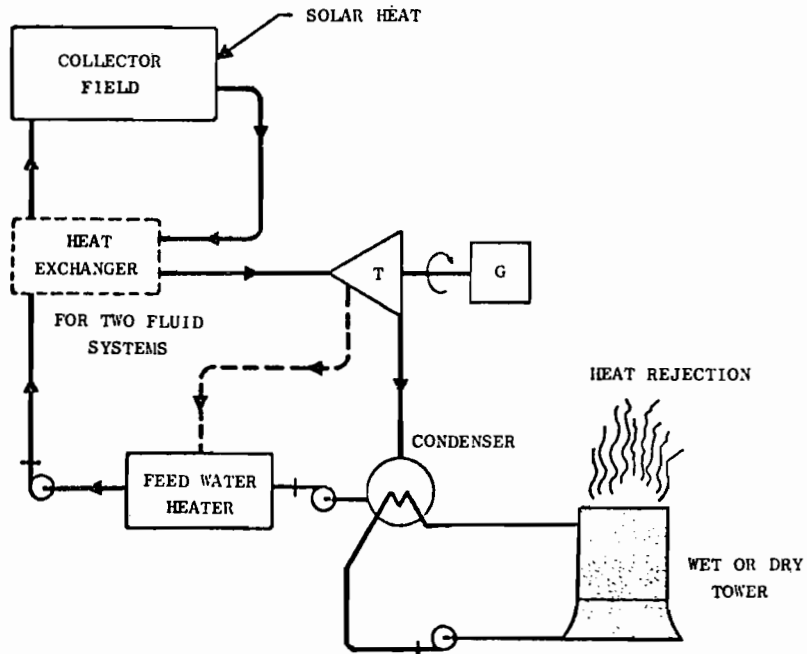 SOLAR HEAT
COLLECTOR
FIELD
HEAT
EXCHANGER
T
G
FOR TWO FLUID
SYSTEMS
HEAT REJECTION
CONDENSER
FEED WATER
HEATER
WET OR DRY
TOWER